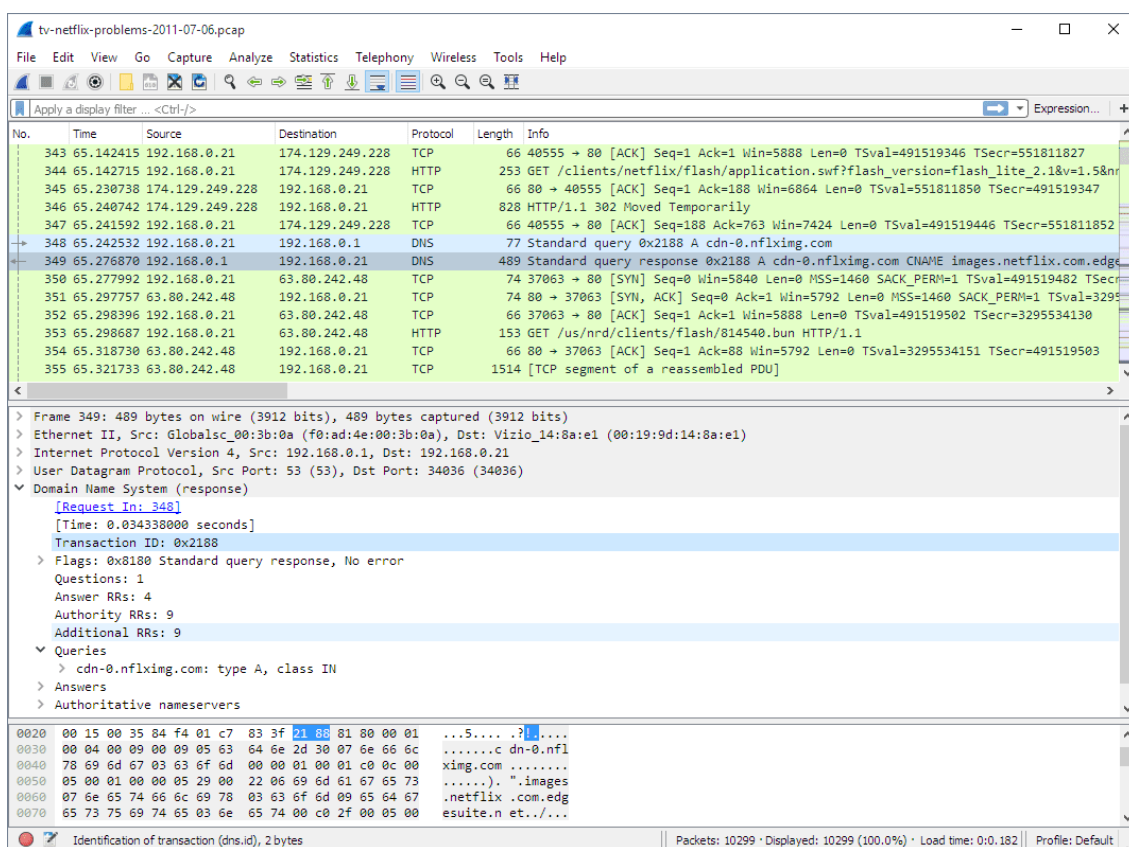 tv-netflix-problems-2011-07-06.pcap
File Edit View Go Capture Analyze Statistics Telephony Wireless Tools Help
Apply a display filter ... <Ctrl-/> Expression... +
No. Time Source Destination Protocol Length Info
343 65.142415 192.168.0.21 174.129.249.228 TCP 66 40555 → 80 [ACK] Seq=1 Ack=1 Win=5888 Len=0 TSval=491519346 TSecr=551811827
344 65.142715 192.168.0.21 174.129.249.228 HTTP 253 GET /clients/netflix/flash/application.swf?flash_version=flash_lite_2.1&v=1.5&nr
345 65.230738 174.129.249.228 192.168.0.21 TCP 66 80 → 40555 [ACK] Seq=1 Ack=188 Win=6864 Len=0 TSval=551811850 TSecr=491519347
346 65.240742 174.129.249.228 192.168.0.21 HTTP 828 HTTP/1.1 302 Moved Temporarily
347 65.241592 192.168.0.21 174.129.249.228 TCP 66 40555 → 80 [ACK] Seq=188 Ack=763 Win=7424 Len=0 TSval=491519446 TSecr=551811852
348 65.242532 192.168.0.21 192.168.0.1 DNS 77 Standard query 0x2188 A cdn-0.nflximg.com
349 65.276870 192.168.0.1 192.168.0.21 DNS 489 Standard query response 0x2188 A cdn-0.nflximg.com CNAME images.netflix.com.edge
350 65.277992 192.168.0.21 63.80.242.48 TCP 74 37063 → 80 [SYN] Seq=0 Win=5840 Len=0 MSS=1460 SACK_PERM=1 TSval=491519482 TSecr
351 65.297757 63.80.242.48 192.168.0.21 TCP 74 80 → 37063 [SYN, ACK] Seq=0 Ack=1 Win=5792 Len=0 MSS=1460 SACK_PERM=1 TSval=3295
352 65.298396 192.168.0.21 63.80.242.48 TCP 66 37063 → 80 [ACK] Seq=1 Ack=1 Win=5888 Len=0 TSval=491519502 TSecr=3295534130
353 65.298687 192.168.0.21 63.80.242.48 HTTP 153 GET /us/nrd/clients/flash/814540.bun HTTP/1.1
354 65.318730 63.80.242.48 192.168.0.21 TCP 66 80 → 37063 [ACK] Seq=1 Ack=88 Win=5792 Len=0 TSval=3295534151 TSecr=491519503
355 65.321733 63.80.242.48 192.168.0.21 TCP 1514 [TCP segment of a reassembled PDU]
Frame 349: 489 bytes on wire (3912 bits), 489 bytes captured (3912 bits)
Ethernet II, Src: Globalsc_00:3b:0a (f0:ad:4e:00:3b:0a), Dst: Vizio_14:8a:e1 (00:19:9d:14:8a:e1)
Internet Protocol Version 4, Src: 192.168.0.1, Dst: 192.168.0.21
User Datagram Protocol, Src Port: 53 (53), Dst Port: 34036 (34036)
Domain Name System (response)
[Request In: 348]
[Time: 0.034338000 seconds]
Transaction ID: 0x2188
Flags: 0x8180 Standard query response, No error
Questions: 1
Answer RRs: 4
Authority RRs: 9
Additional RRs: 9
Queries
cdn-0.nflximg.com: type A, class IN
Answers
Authoritative nameservers
0020 00 15 00 35 84 f4 01 c7 83 3f 21 88 81 80 00 01 ...5.... .?!.....
0030 00 04 00 09 00 09 05 63 64 6e 2d 30 07 6e 66 6c .......c dn-0.nfl
0040 78 69 6d 67 03 63 6f 6d 00 00 01 00 01 c0 0c 00 ximg.com ........
0050 05 00 01 00 00 05 29 00 22 06 69 6d 61 67 65 73 ......). ".images
0060 07 6e 65 74 66 6c 69 78 03 63 6f 6d 09 65 64 67 .netflix .com.edg
0070 65 73 75 69 74 65 03 6e 65 74 00 c0 2f 00 05 00 esuite.n et../...
Identification of transaction (dns.id), 2 bytes Packets: 10299 · Displayed: 10299 (100.0%) · Load time: 0:0.182 Profile: Default